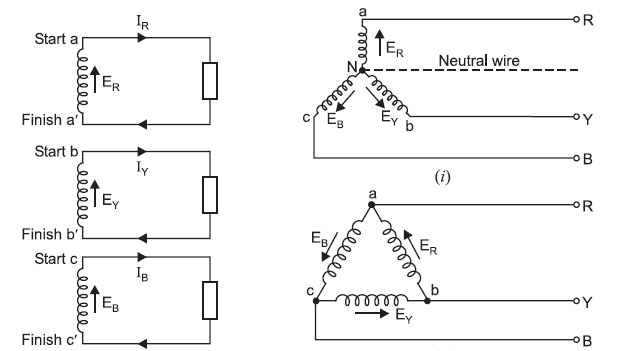 Start a
I_R
E_R
Finish a'
Start b
I_Y
E_Y
Finish b'
Start c
I_B
E_B
Finish c'
a
R
E_R
N
Neutral wire
c
E_B
E_Y
b
Y
B
(i)
a
R
E_B
E_R
c
b
Y
E_Y
B